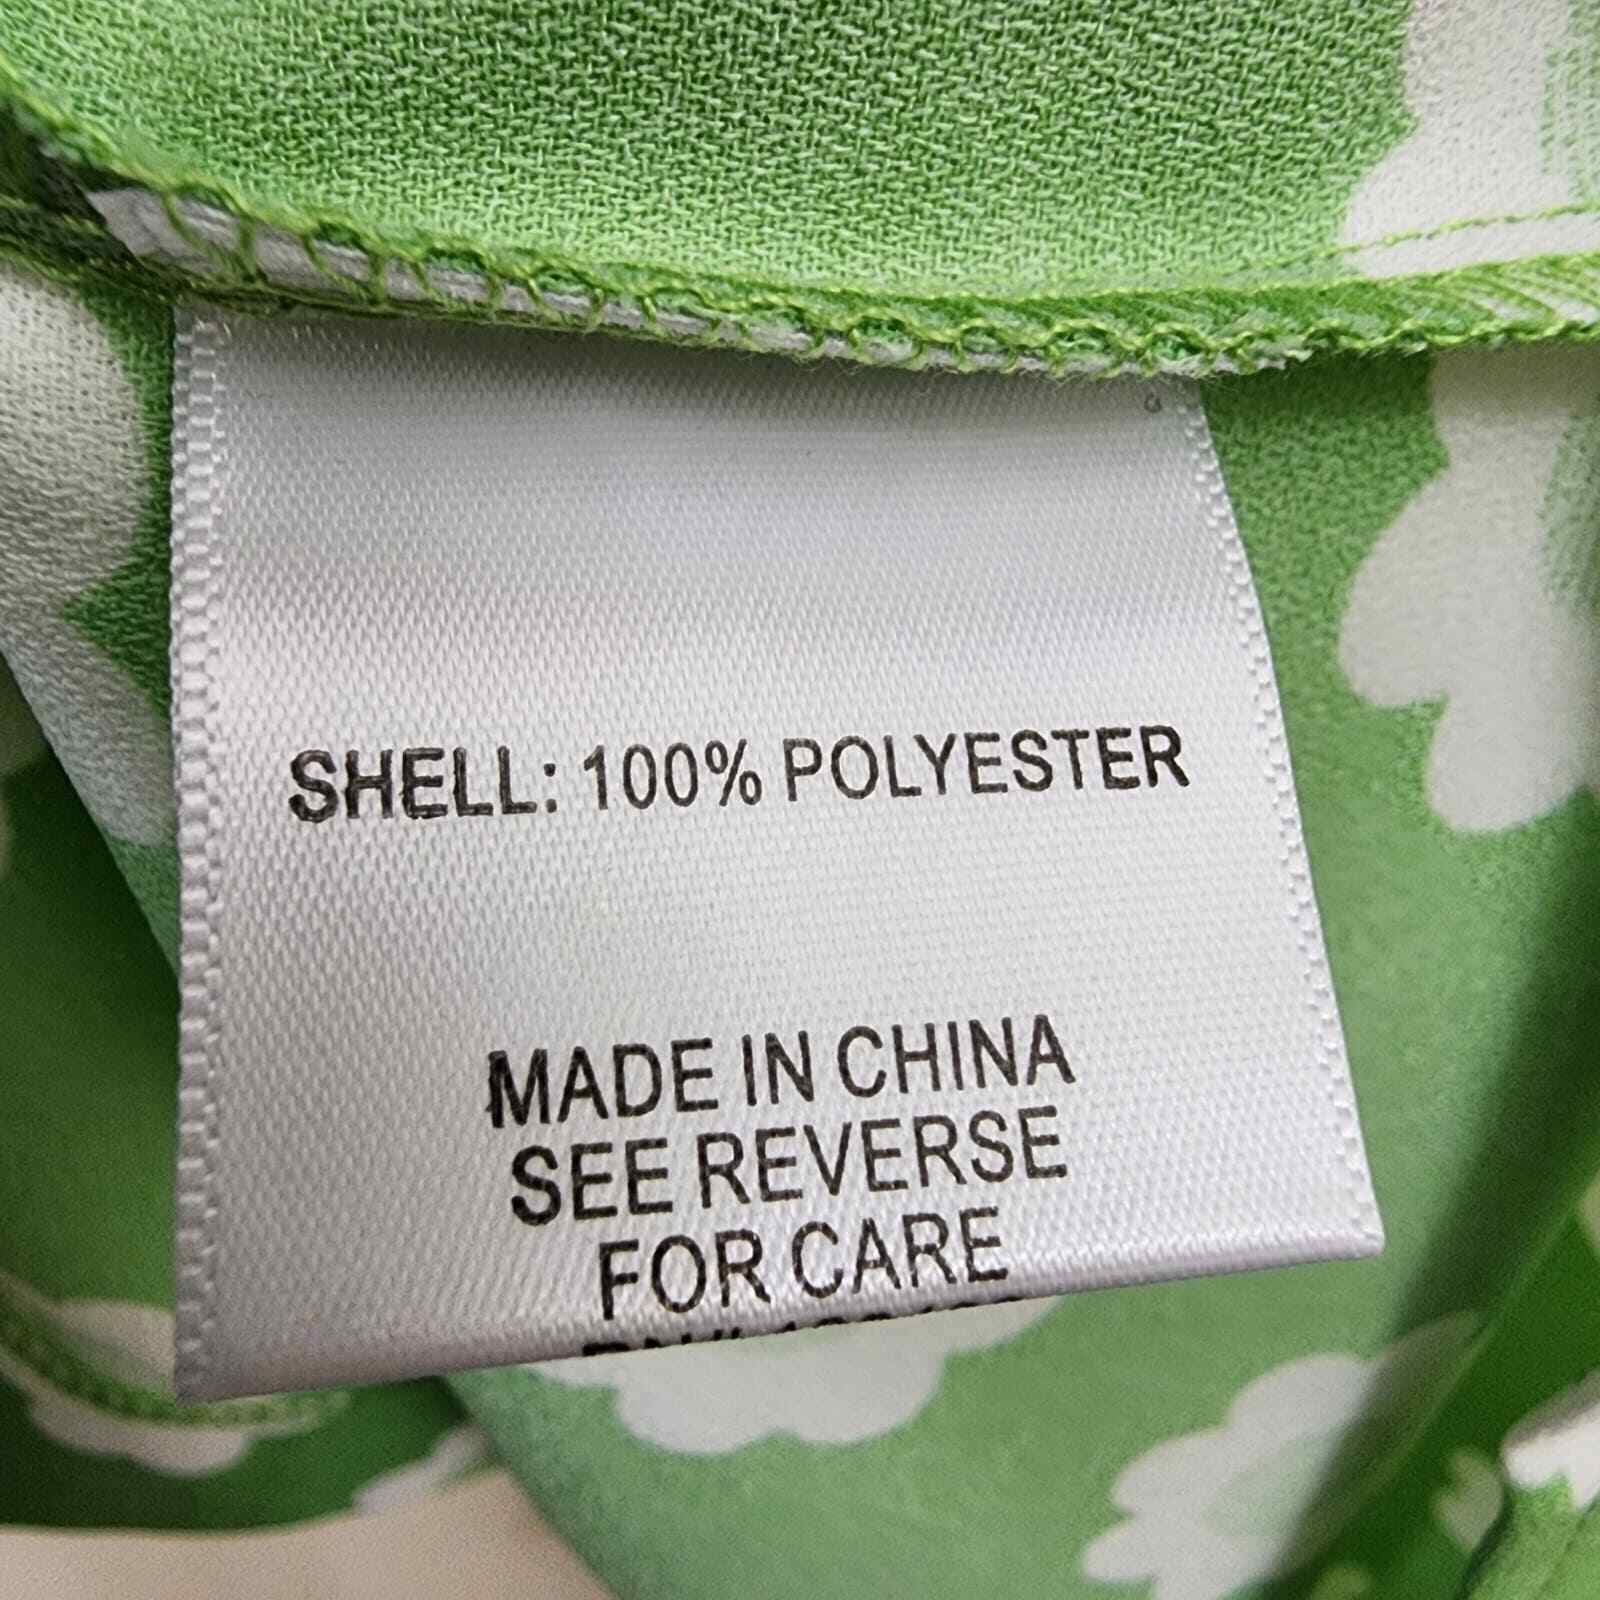 SHELL: 100% POLYESTER
MADE IN CHINA
SEE REVERSE
FOR CARE